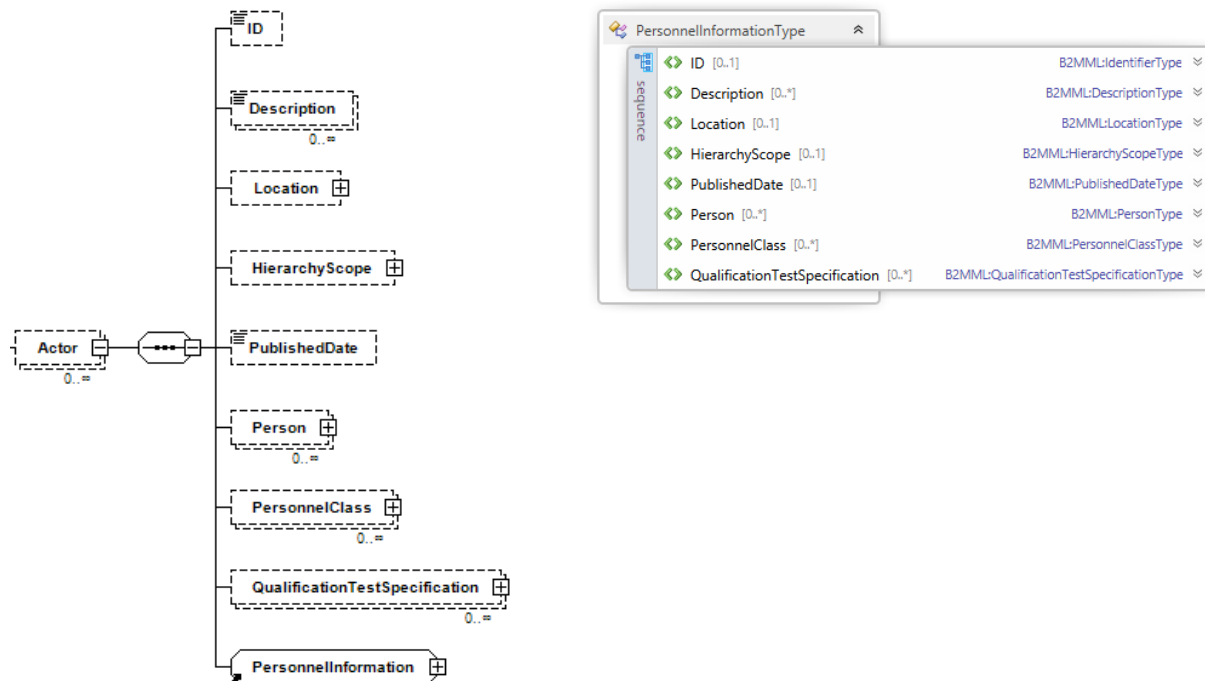 ID
Description
0..∞
Location
HierarchyScope
Actor
0..∞
PublishedDate
Person
0..∞
PersonnelClass
0..∞
QualificationTestSpecification
0..∞
PersonnelInformation
PersonnelInformationType
sequence
ID [0..1] B2MML:IdentifierType
Description [0..*] B2MML:DescriptionType
Location [0..1] B2MML:LocationType
HierarchyScope [0..1] B2MML:HierarchyScopeType
PublishedDate [0..1] B2MML:PublishedDateType
Person [0..*] B2MML:PersonType
PersonnelClass [0..*] B2MML:PersonnelClassType
QualificationTestSpecification [0..*] B2MML:QualificationTestSpecificationType